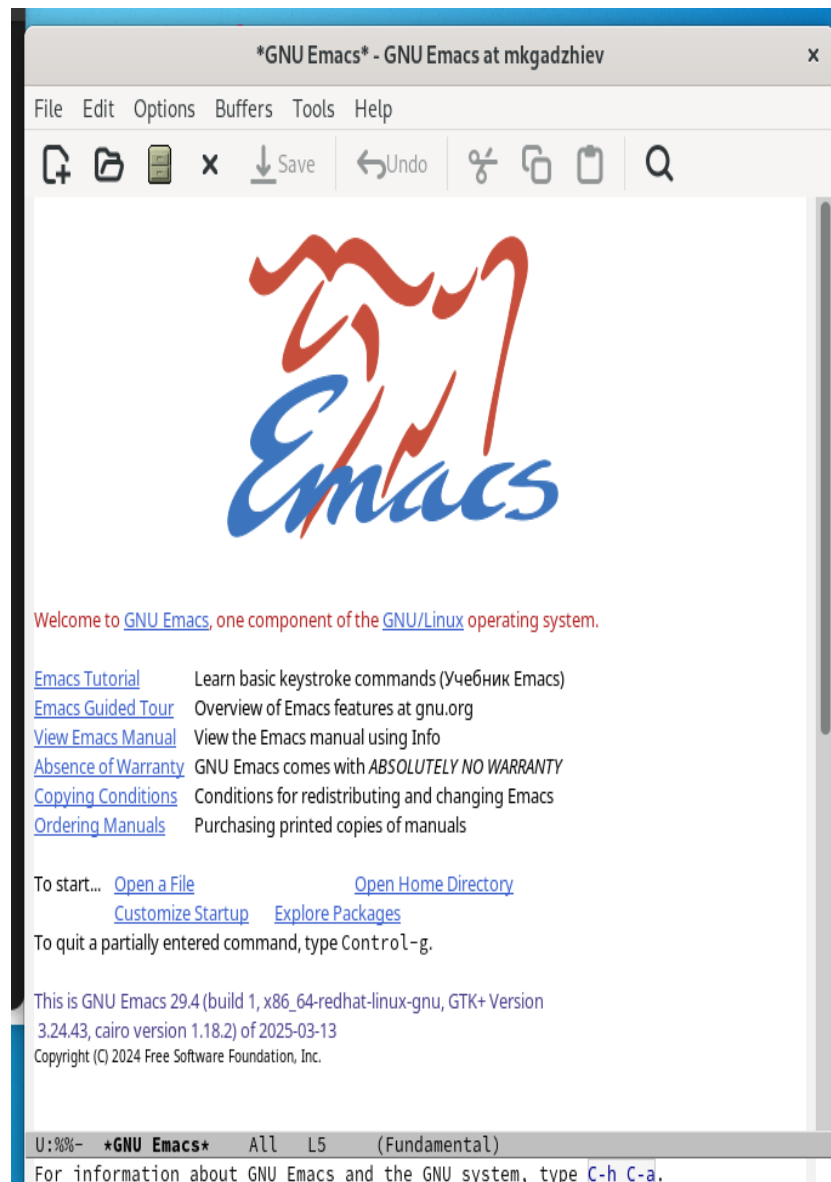 *GNU Emacs* - GNU Emacs at mkgadzhiev x
File Edit Options Buffers Tools Help
Save Undo
Emacs
Welcome to GNU Emacs, one component of the GNU/Linux operating system.
Emacs Tutorial Learn basic keystroke commands (Учебник Emacs)
Emacs Guided Tour Overview of Emacs features at gnu.org
View Emacs Manual View the Emacs manual using Info
Absence of Warranty GNU Emacs comes with ABSOLUTELY NO WARRANTY
Copying Conditions Conditions for redistributing and changing Emacs
Ordering Manuals Purchasing printed copies of manuals
To start... Open a File Open Home Directory
Customize Startup Explore Packages
To quit a partially entered command, type Control-g.
This is GNU Emacs 29.4 (build 1, x86_64-redhat-linux-gnu, GTK+ Version
3.24.43, cairo version 1.18.2) of 2025-03-13
Copyright (C) 2024 Free Software Foundation, Inc.
U:%%- *GNU Emacs* All L5 (Fundamental)
For information about GNU Emacs and the GNU system, type C-h C-a.